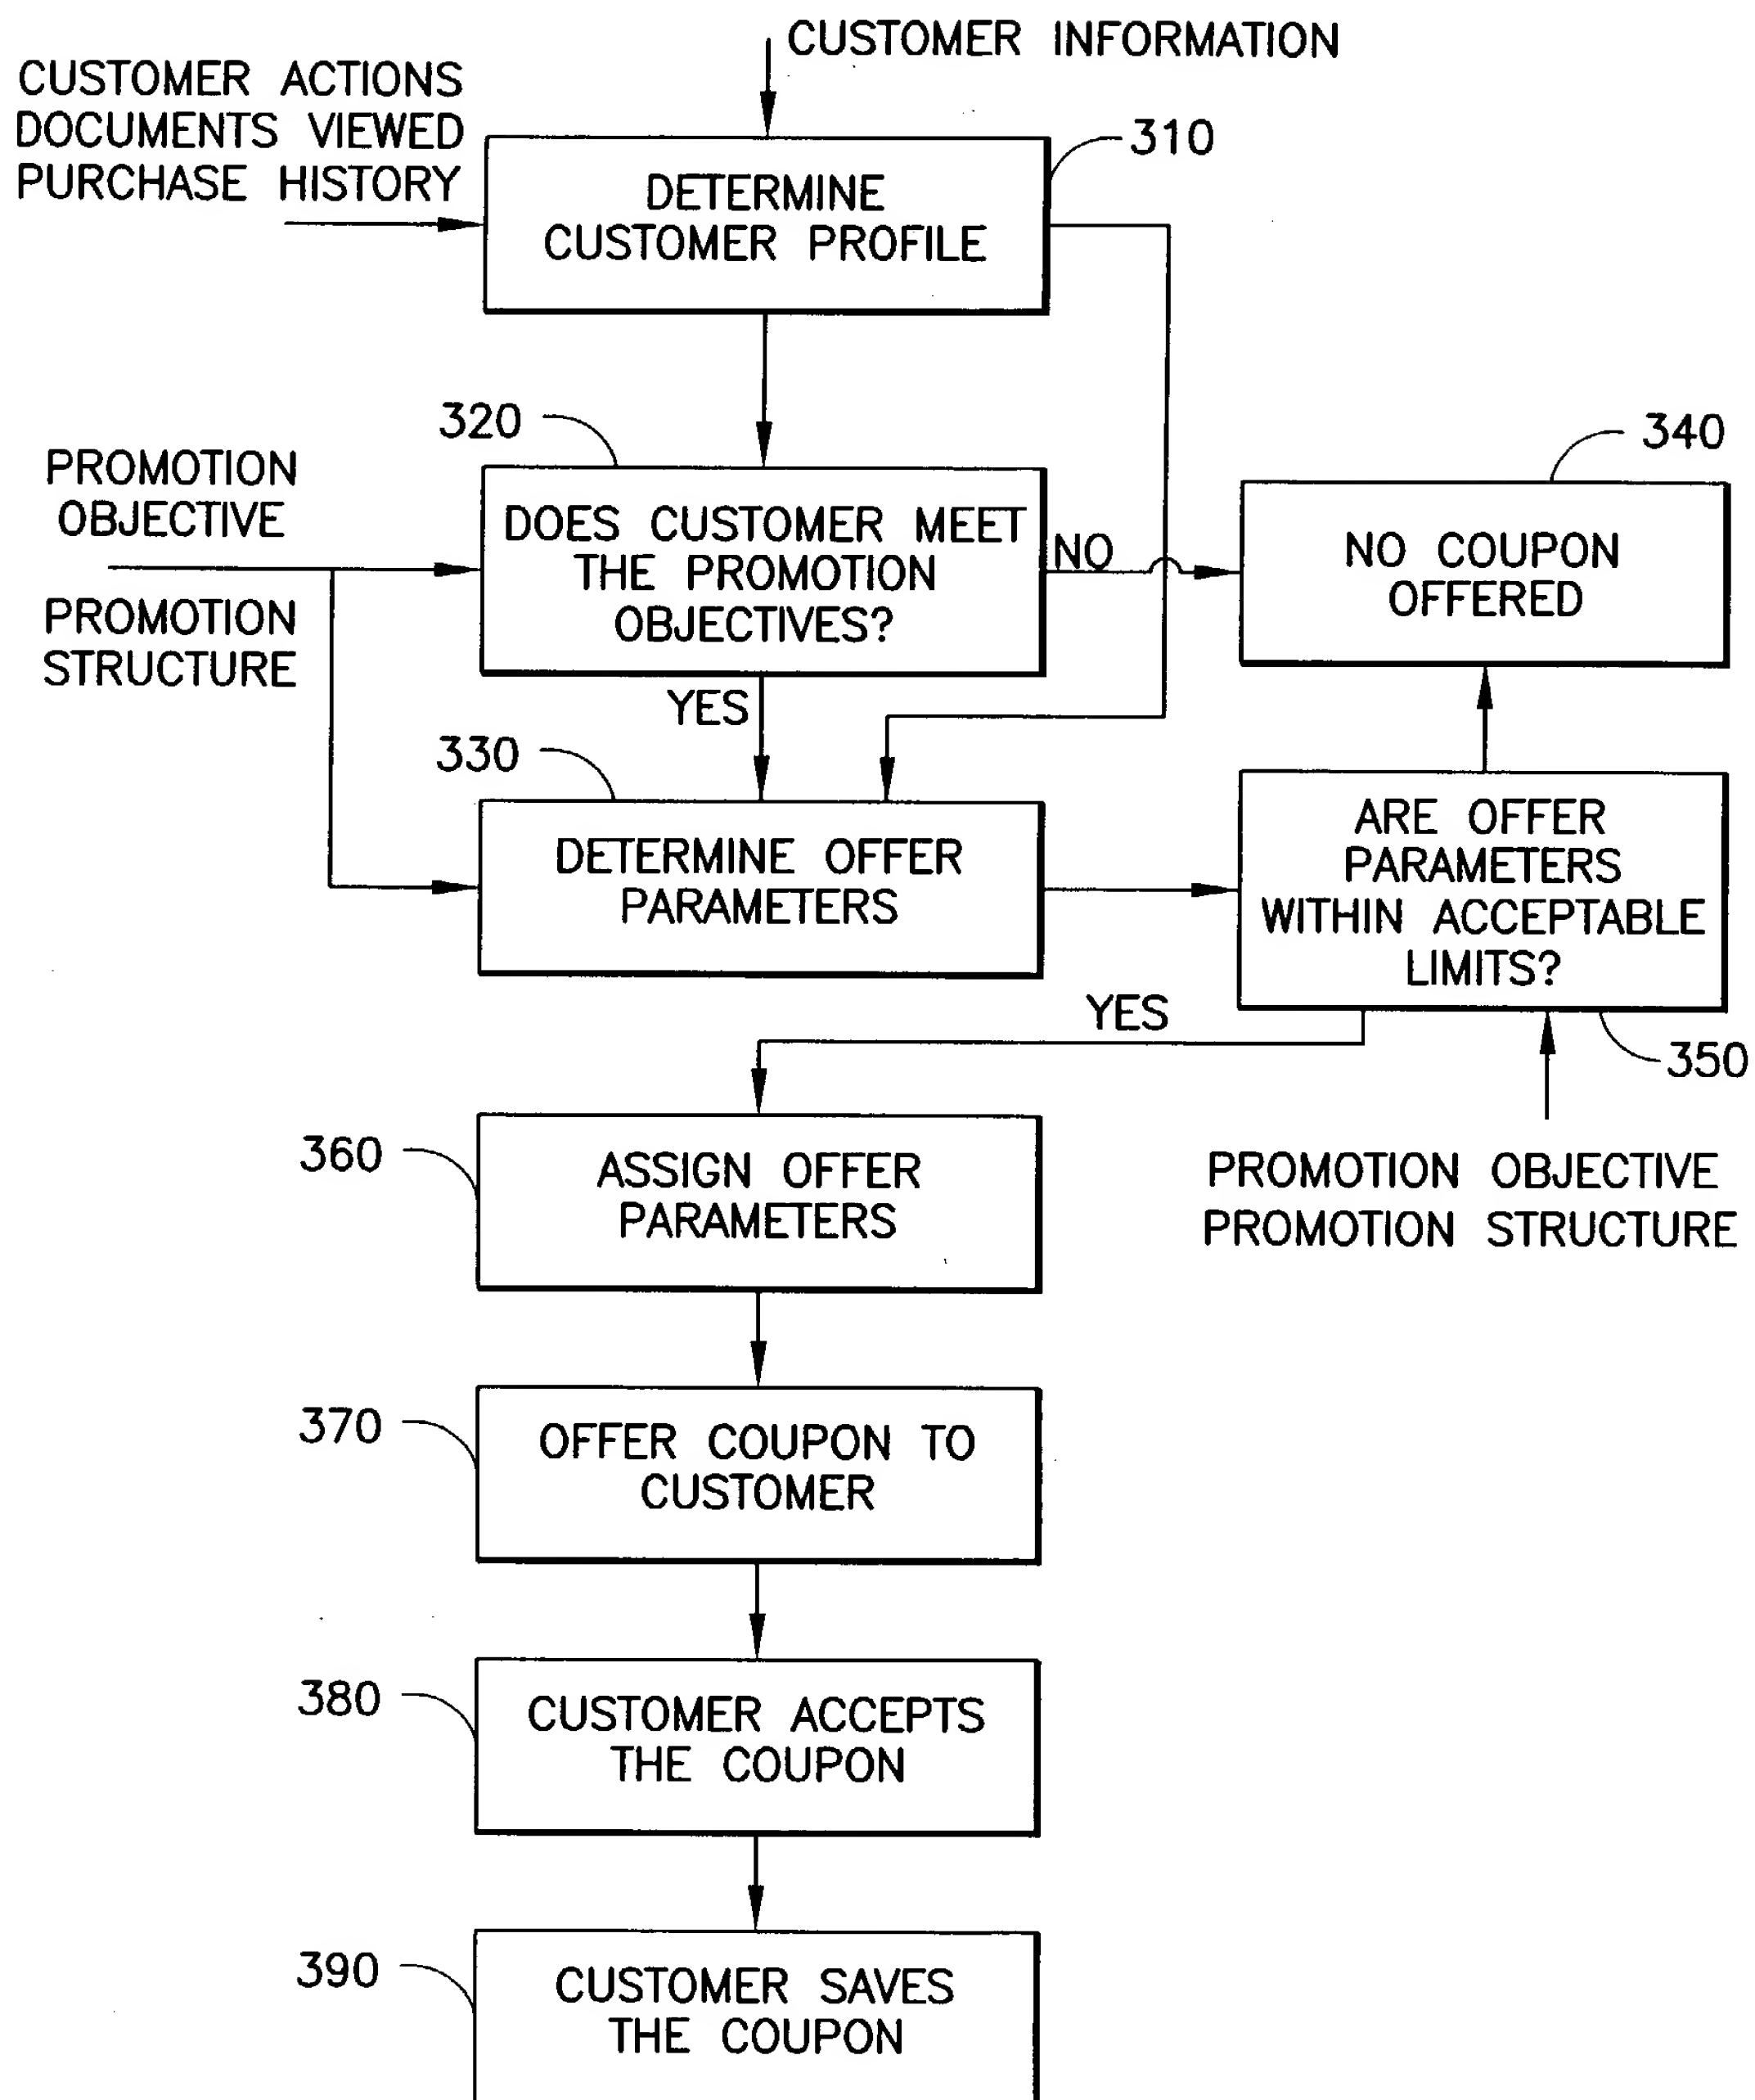 CUSTOMER INFORMATION
CUSTOMER ACTIONS
DOCUMENTS VIEWED
PURCHASE HISTORY
310
DETERMINE
CUSTOMER PROFILE
320
340
PROMOTION
OBJECTIVE
PROMOTION
STRUCTURE
DOES CUSTOMER MEET
THE PROMOTION
OBJECTIVES?
NO
NO COUPON
OFFERED
YES
330
DETERMINE OFFER
PARAMETERS
ARE OFFER
PARAMETERS
WITHIN ACCEPTABLE
LIMITS?
YES
350
360
ASSIGN OFFER
PARAMETERS
PROMOTION OBJECTIVE
PROMOTION STRUCTURE
370
OFFER COUPON TO
CUSTOMER
380
CUSTOMER ACCEPTS
THE COUPON
390
CUSTOMER SAVES
THE COUPON